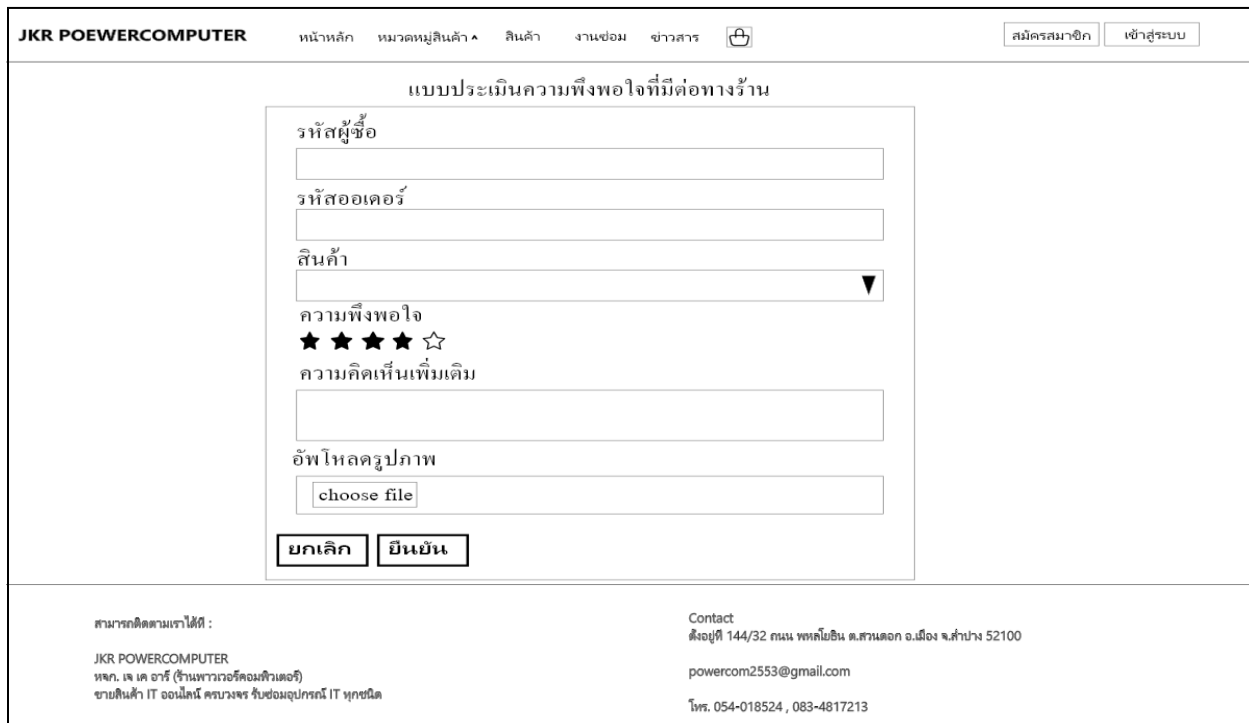 JKR POEWERCOMPUTER หน้าหลัก หมวดหมู่สินค้า สินค้า งานซ่อม ข่าวสาร สมัครสมาชิก เข้าสู่ระบบ
แบบประเมินความพึงพอใจที่มีต่อทางร้าน
รหัสผู้ซื้อ
รหัสออเดอร์
สินค้า
ความพึงพอใจ
ความคิดเห็นเพิ่มเติม
อัพโหลดรูปภาพ
choose file
ยกเลิก ยืนยัน
สามารถติดตามเราได้ที่ :
JKR POWERCOMPUTER
หจก. เจ เค อาร์ (ร้านพาวเวอร์คอมพิวเตอร์)
ขายสินค้า IT ออนไลน์ ครบวงจร รับซ่อมอุปกรณ์ IT ทุกชนิด
Contact
ตั้งอยู่ที่ 144/32 ถนน พหลโยธิน ต.สวนดอก อ.เมือง จ.ลำปาง 52100
powercom2553@gmail.com
โทร. 054-018524 , 083-4817213